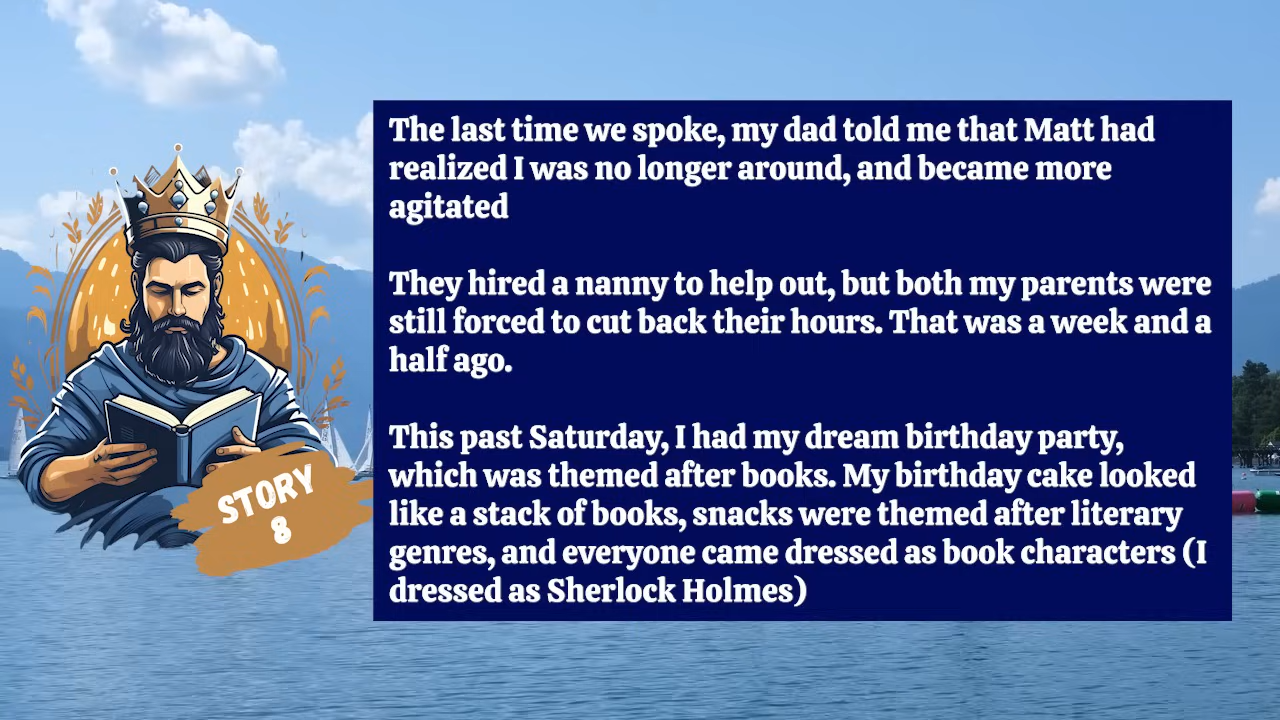 The last time we spoke, my dad told me that Matt had
realized I was no longer around, and became more
agitated
They hired a nanny to help out, but both my parents were
still forced to cut back their hours. That was a week and a
half ago.
This past Saturday, I had my dream birthday party,
which was themed after books. My birthday cake looked
like a stack of books, snacks were themed after literary
genres, and everyone came dressed as book characters (I
dressed as Sherlock Holmes)
STORY
8